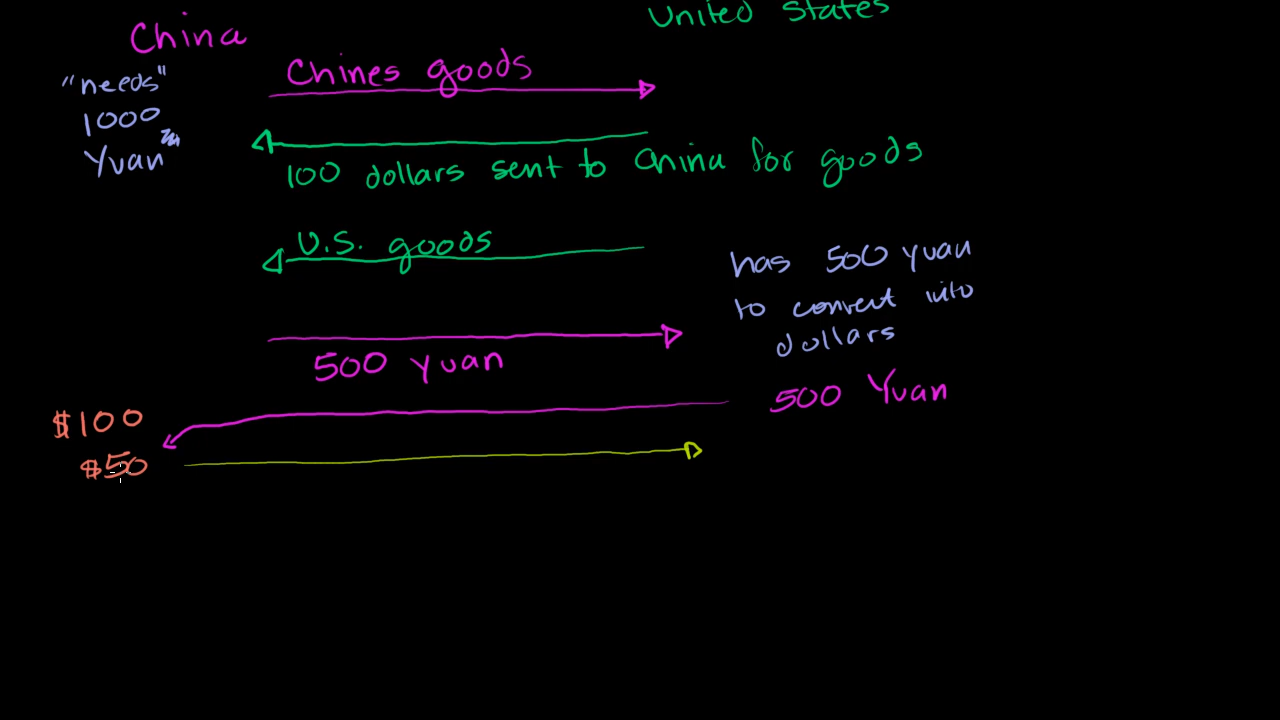 China
United States
"needs"
1000
Yuan
Chines goods
100 dollars sent to China for goods
U.S. goods
has 500 yuan
to convert into
dollars
500 yuan
500 Yuan
$100
$50